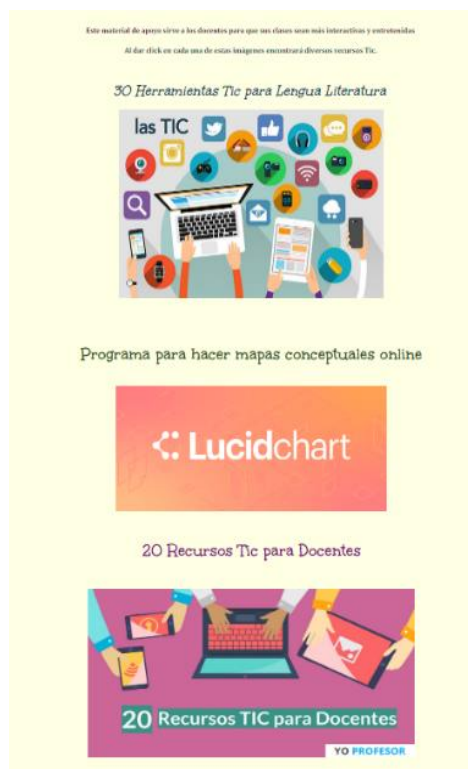 Este material de apoyo sirve a los docentes para que sus clases sean más interactivas y entretenidas
Al dar click en cada una de estas imágenes encontrará diversos recursos Tic.
30 Herramientas Tic para Lengua Literatura
las TIC
Programa para hacer mapas conceptuales online
Lucidchart
20 Recursos Tic para Docentes
20 Recursos TIC para Docentes
YO PROFESOR